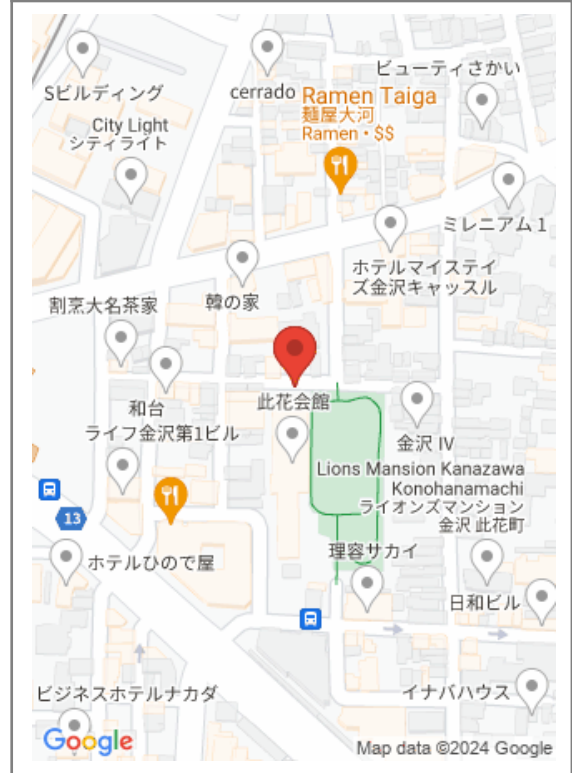 ビューティさかい
Sビルディング
cerrado
Ramen Taiga
麺屋大河
Ramen • $$
City Light
シティライト
ミレニアム 1
ホテルマイステイ
ズ金沢キャッスル
韓の家
割烹大名茶家
此花会館
和台
ライフ金沢第1ビル
金沢 IV
Lions Mansion Kanazawa
Konohanamachi
ライオンズマンション
金沢 此花町
13
理容サカイ
ホテルひので屋
日和ビル
イナバハウス
ビジネスホテルナカダ
Google
Map data ©2024 Google